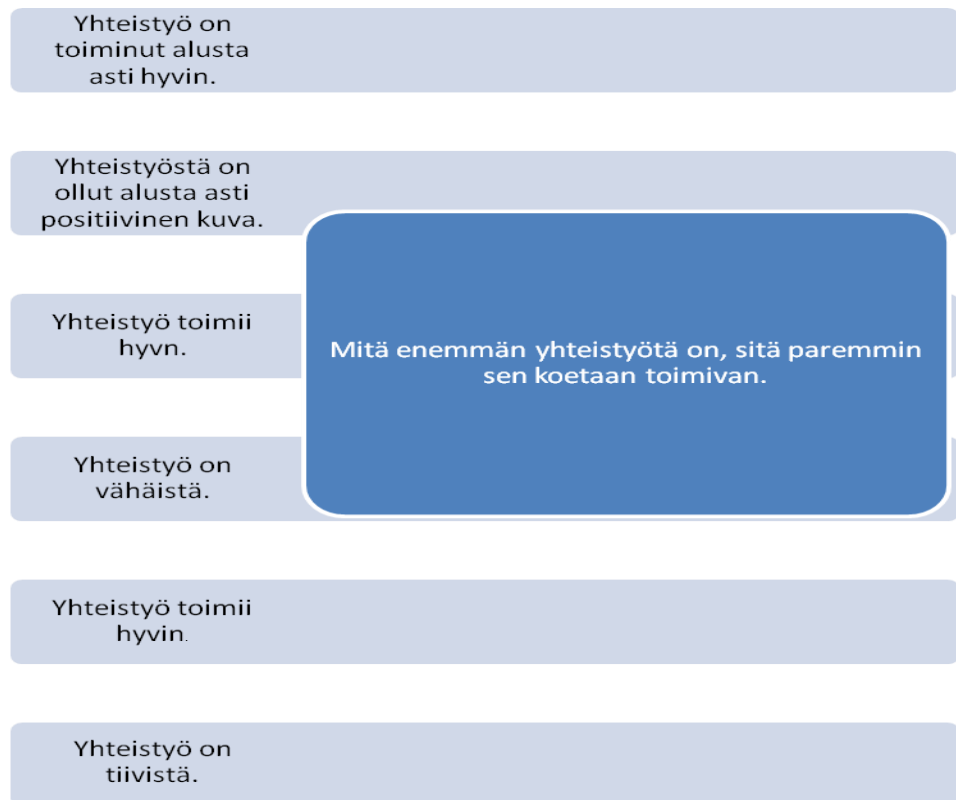 Yhteistyö on
toiminut alusta
asti hyvin.
Yhteistyöstä on
ollut alusta asti
positiivinen kuva.
Yhteistyö toimii
hyvn.
Mitä enemmän yhteistyötä on, sitä paremmin
sen koetaan toimivan.
Yhteistyö on
vähäistä.
Yhteistyö toimii
hyvin.
Yhteistyö on
tiivistä.